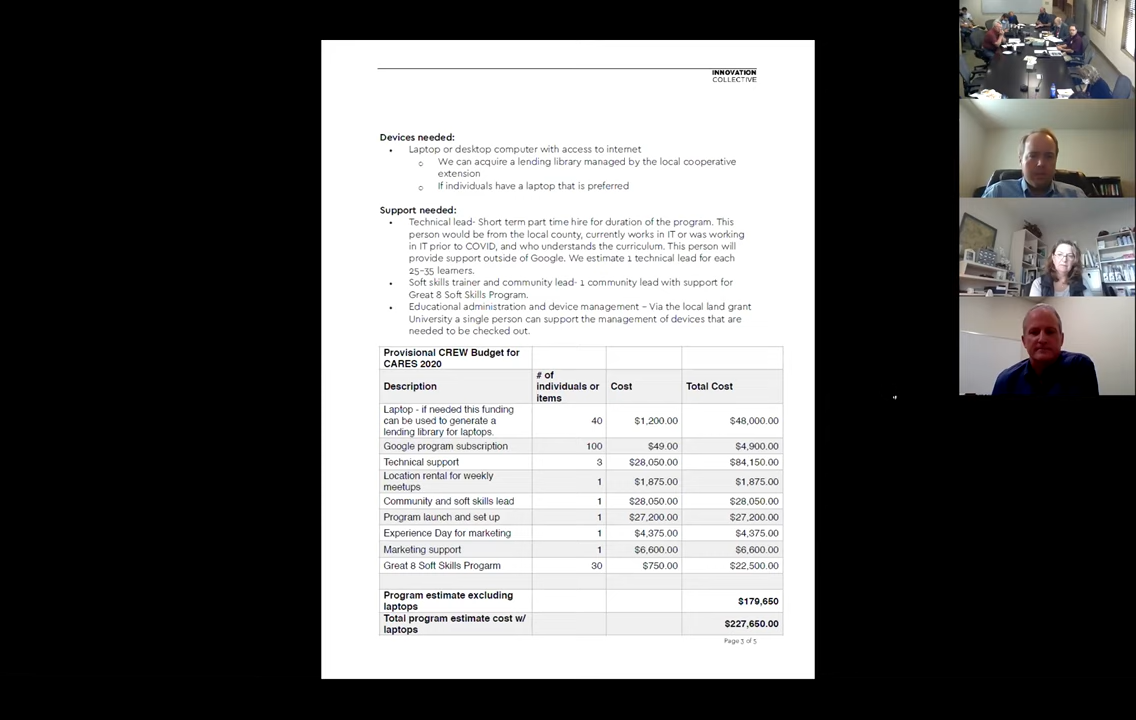 INNOVATION
COLLECTIVE
Devices needed:
• Laptop or desktop computer with access to internet
o We can acquire a lending library managed by the local cooperative
extension
o If individuals have a laptop that is preferred
Support needed:
• Technical lead- Short term part time hire for duration of the program. This
person would be from the local county, currently works in IT or was working
in IT prior to COVID, and who understands the curriculum. This person will
provide support outside of Google. We estimate 1 technical lead for each
25-35 learners.
• Soft skills trainer and community lead- 1 community lead with support for
Great 8 Soft Skills Program.
• Educational administration and device management – Via the local land grant
University a single person can support the management of devices that are
needed to be checked out.
Provisional CREW Budget for
CARES 2020
Description # of individuals or items Cost Total Cost
Laptop - if needed this funding
can be used to generate a 40 $1,200.00 $48,000.00
lending library for laptops.
Google program subscription 100 $49.00 $4,900.00
Technical support 3 $28,050.00 $84,150.00
Location rental for weekly
meetups 1 $1,875.00 $1,875.00
Community and soft skills lead 1 $28,050.00 $28,050.00
Program launch and set up 1 $27,200.00 $27,200.00
Experience Day for marketing 1 $4,375.00 $4,375.00
Marketing support 1 $6,600.00 $6,600.00
Great 8 Soft Skills Progarm 30 $750.00 $22,500.00
Program estimate excluding
laptops $179,650
Total program estimate cost w/
laptops $227,650.00
Page 3 of 5